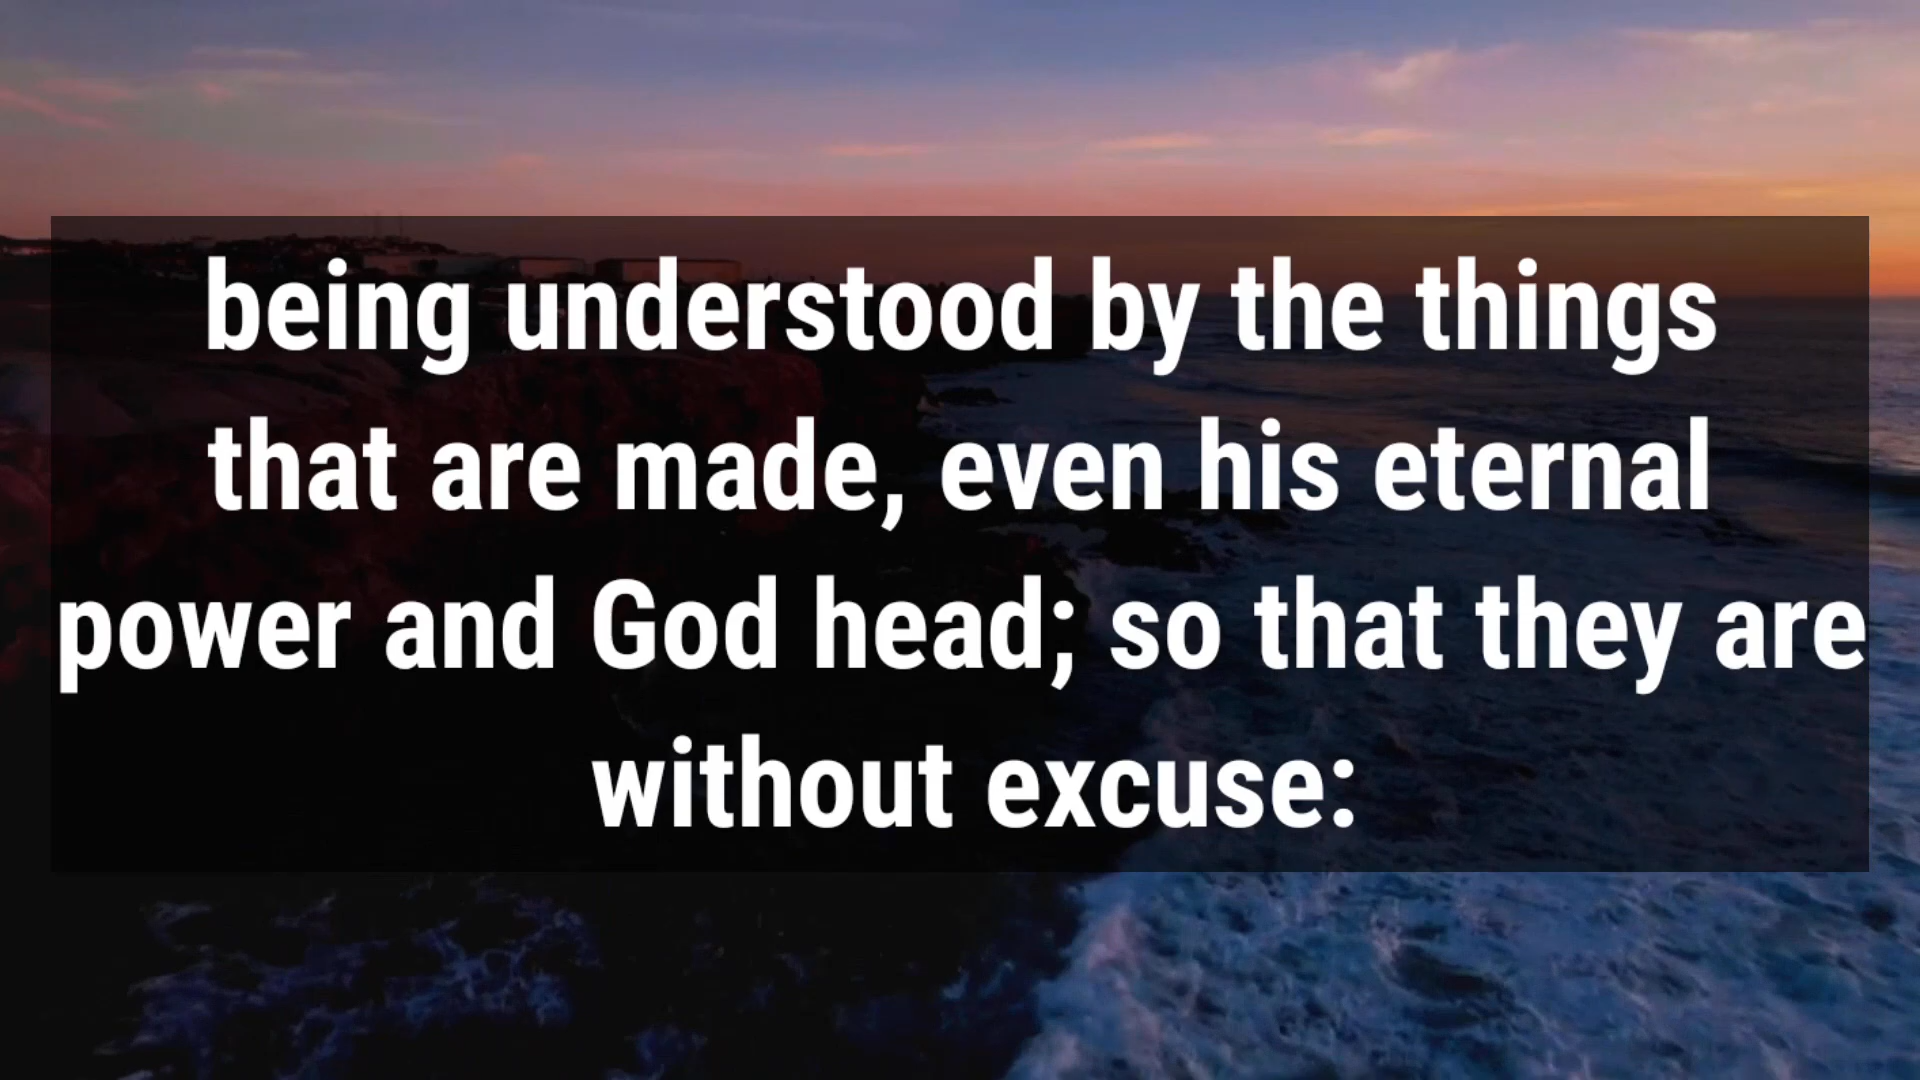 being understood by the things
that are made, even his eternal
power and God head; so that they are
without excuse: